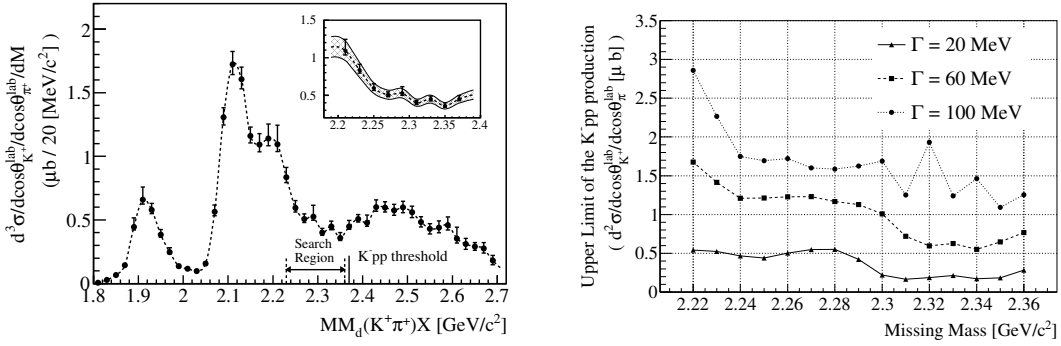 d³σ/dcosθ_{K⁺}^{lab}/dcosθ_{π⁺}^{lab}/dM
(μb / 20 [MeV/c²] )
2
1.5
1
0.5
0
1.8 1.9 2 2.1 2.2 2.3 2.4 2.5 2.6 2.7
MM_d(K⁺π⁺)X [GeV/c²]
1.5
1
0.5
2.2 2.25 2.3 2.35 2.4
Search
Region
K⁻pp threshold
Upper Limit of the K⁻pp production
( d²σ/dcosθ_{K⁺}^{lab}/dcosθ_{π}^{lab} [μ b] )
3.5
3
2.5
2
1.5
1
0.5
0
2.22 2.24 2.26 2.28 2.3 2.32 2.34 2.36
Missing Mass [GeV/c²]
Γ = 20 MeV
Γ = 60 MeV
Γ = 100 MeV